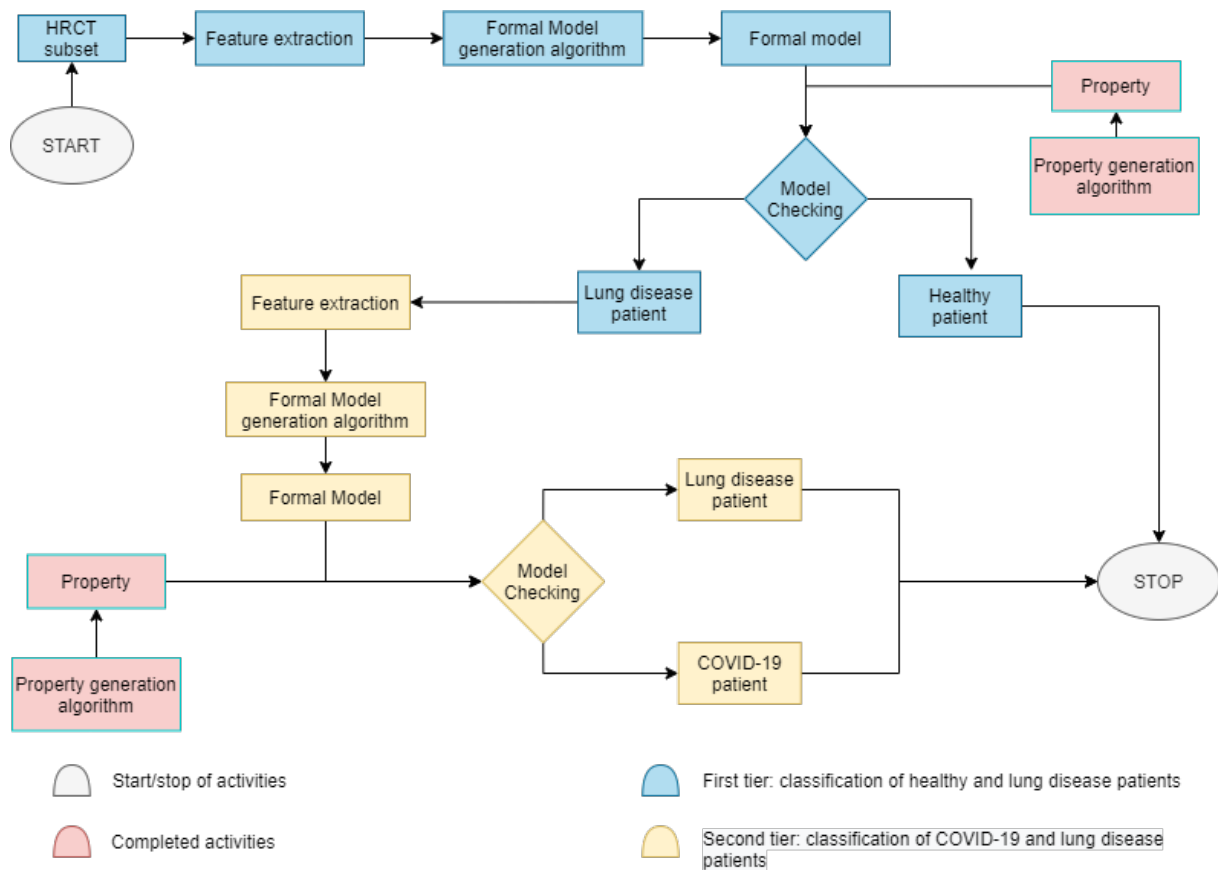 HRCT
subset
Feature extraction
Formal Model
generation algorithm
Formal model
Property
START
Property generation
algorithm
Model
Checking
Lung disease
patient
Healthy
patient
Feature extraction
Formal Model
generation algorithm
Formal Model
Lung disease
patient
Property
Model
Checking
STOP
COVID-19
patient
Property generation
algorithm
Start/stop of activities
First tier: classification of healthy and lung disease patients
Completed activities
Second tier: classification of COVID-19 and lung disease
patients